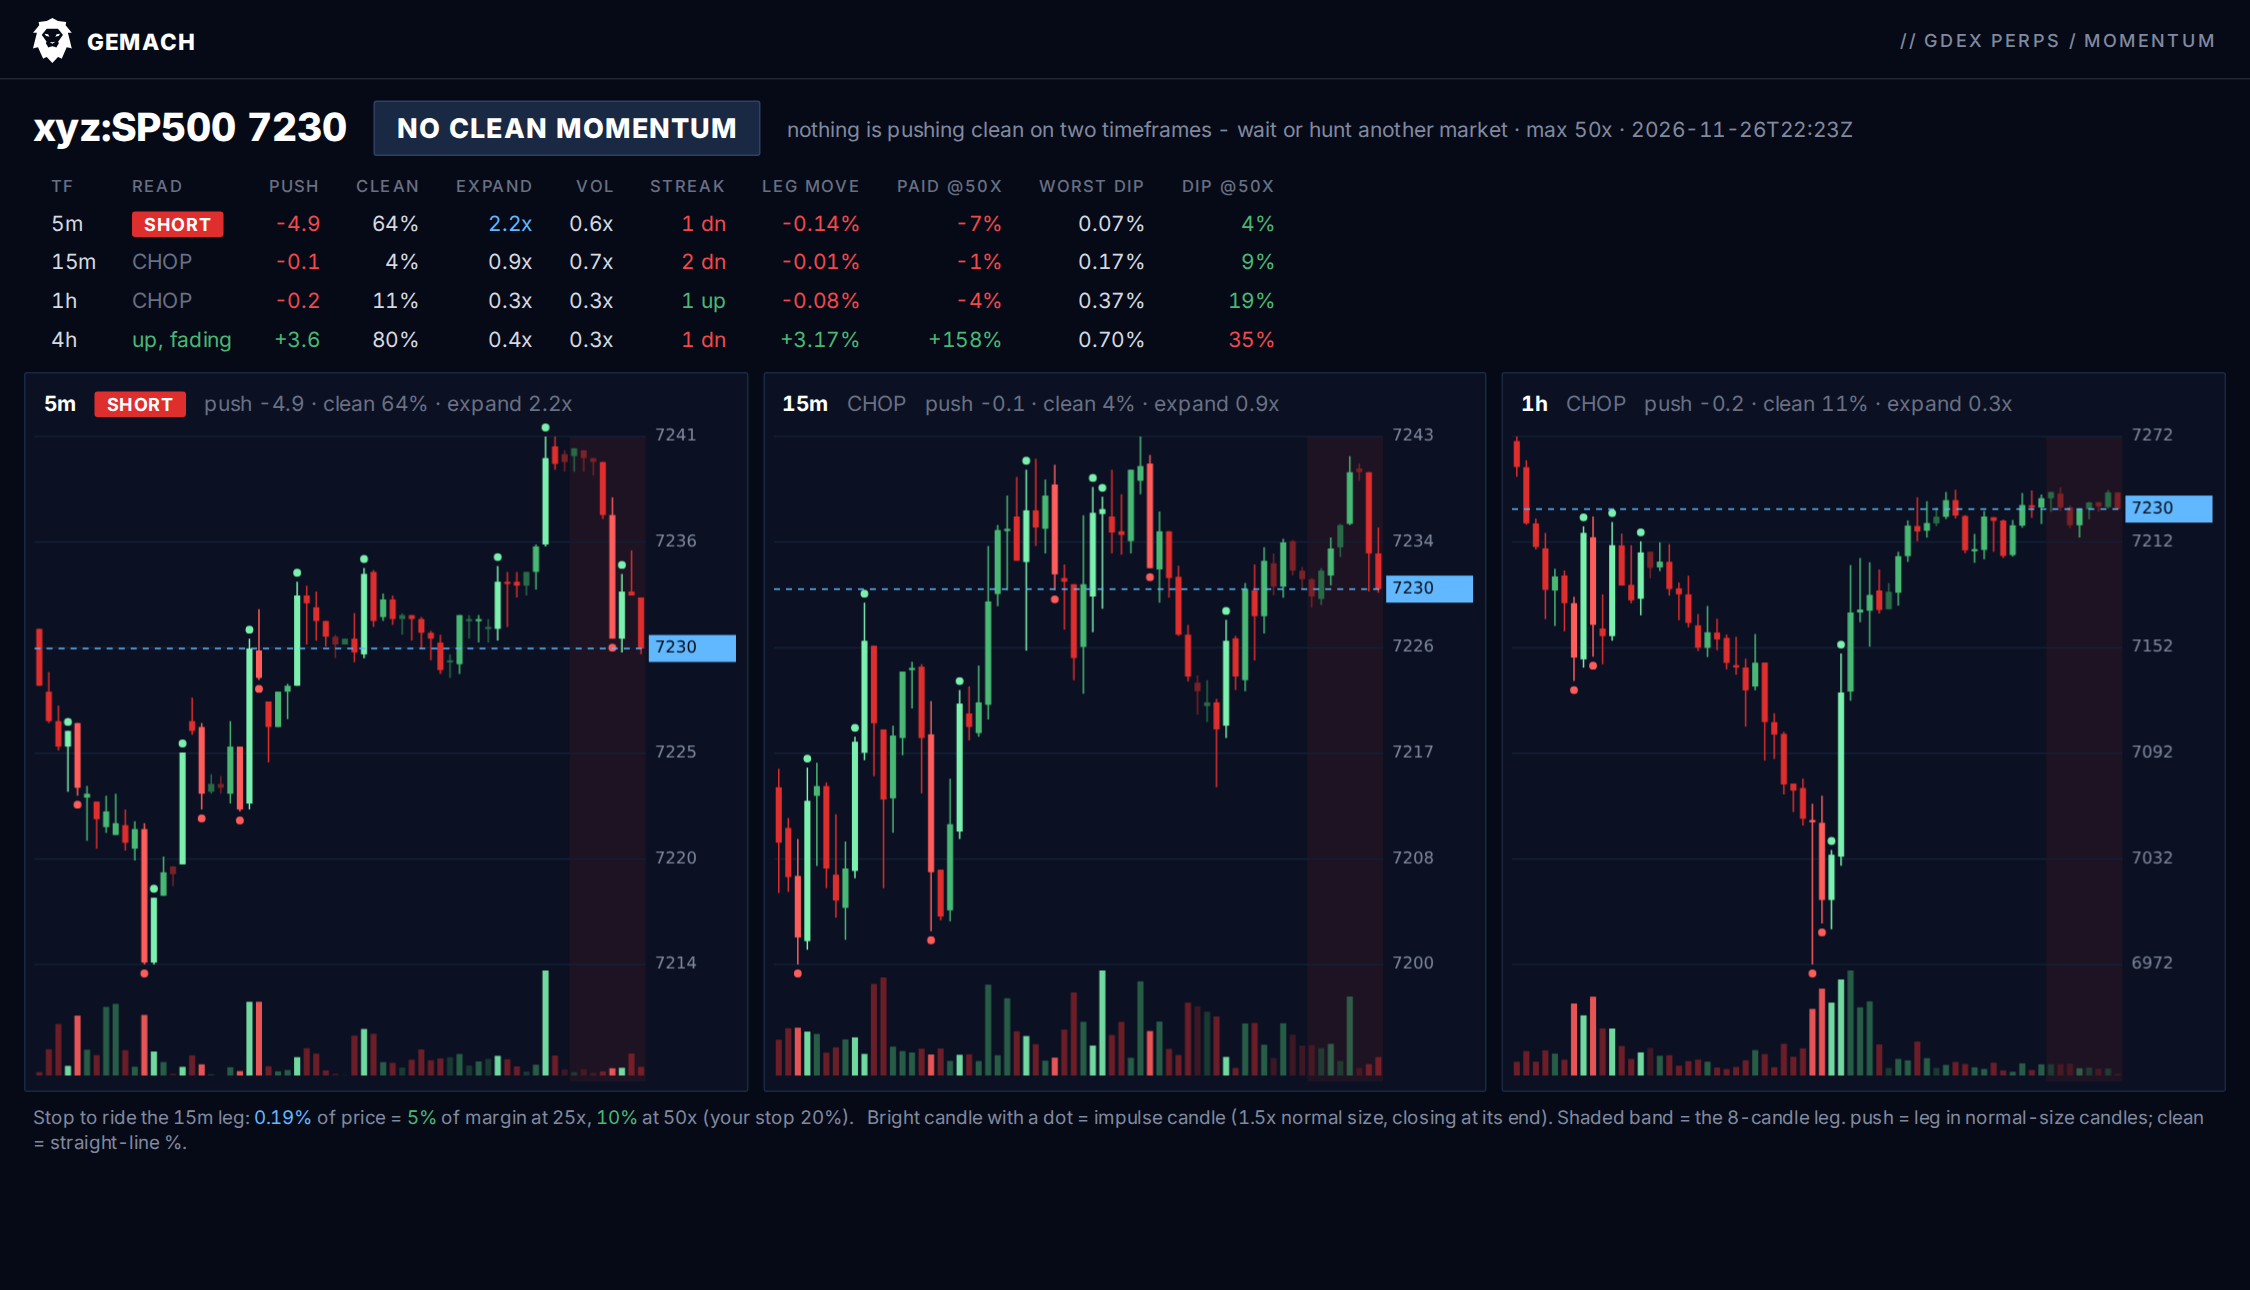 GEMACH
// GDEX PERPS / MOMENTUM
xyz:SP500 7230 NO CLEAN MOMENTUM nothing is pushing clean on two timeframes - wait or hunt another market · max 50x · 2026-11-26T22:23Z
TF READ PUSH CLEAN EXPAND VOL STREAK LEG MOVE PAID @50X WORST DIP DIP @50X
5m SHORT -4.9 64% 2.2x 0.6x 1 dn -0.14% -7% 0.07% 4%
15m CHOP -0.1 4% 0.9x 0.7x 2 dn -0.01% -1% 0.17% 9%
1h CHOP -0.2 11% 0.3x 0.3x 1 up -0.08% -4% 0.37% 19%
4h up, fading +3.6 80% 0.4x 0.3x 1 dn +3.17% +158% 0.70% 35%
5m SHORT push -4.9 · clean 64% · expand 2.2x
7241
7236
7230
7225
7220
7214
15m CHOP push -0.1 · clean 4% · expand 0.9x
7243
7234
7230
7226
7217
7208
7200
1h CHOP push -0.2 · clean 11% · expand 0.3x
7272
7230
7212
7152
7092
7032
6972
Stop to ride the 15m leg: 0.19% of price = 5% of margin at 25x, 10% at 50x (your stop 20%). Bright candle with a dot = impulse candle (1.5x normal size, closing at its end). Shaded band = the 8-candle leg. push = leg in normal-size candles; clean
= straight-line %.